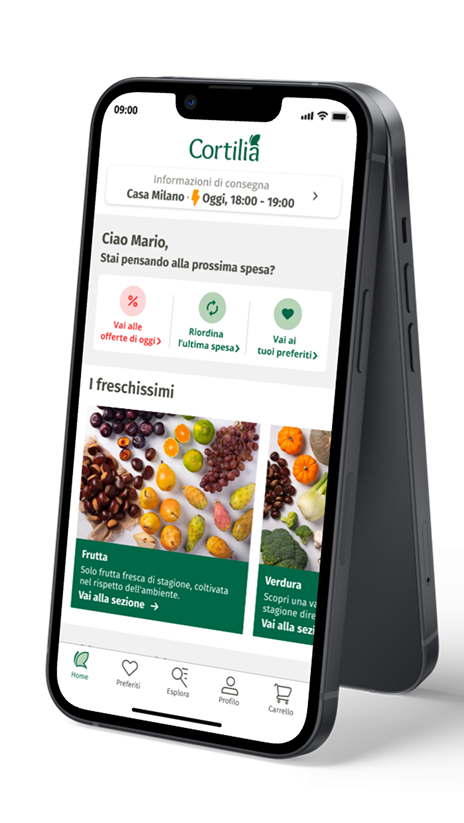 09:00
Cortilia
Informazioni di consegna
Casa Milano · Oggi, 18:00 - 19:00
Ciao Mario,
Stai pensando alla prossima spesa?
%
Vai alle
offerte di oggi
Riordina
l'ultima spesa
Vai ai
tuoi preferiti
I freschissimi
Frutta
Solo frutta fresca di stagione, coltivata
nel rispetto dell'ambiente.
Vai alla sezione →
Verdura
Scopri una va
stagione dire
Vai alla sezi
Home
Preferiti
Esplora
Profilo
Carrello